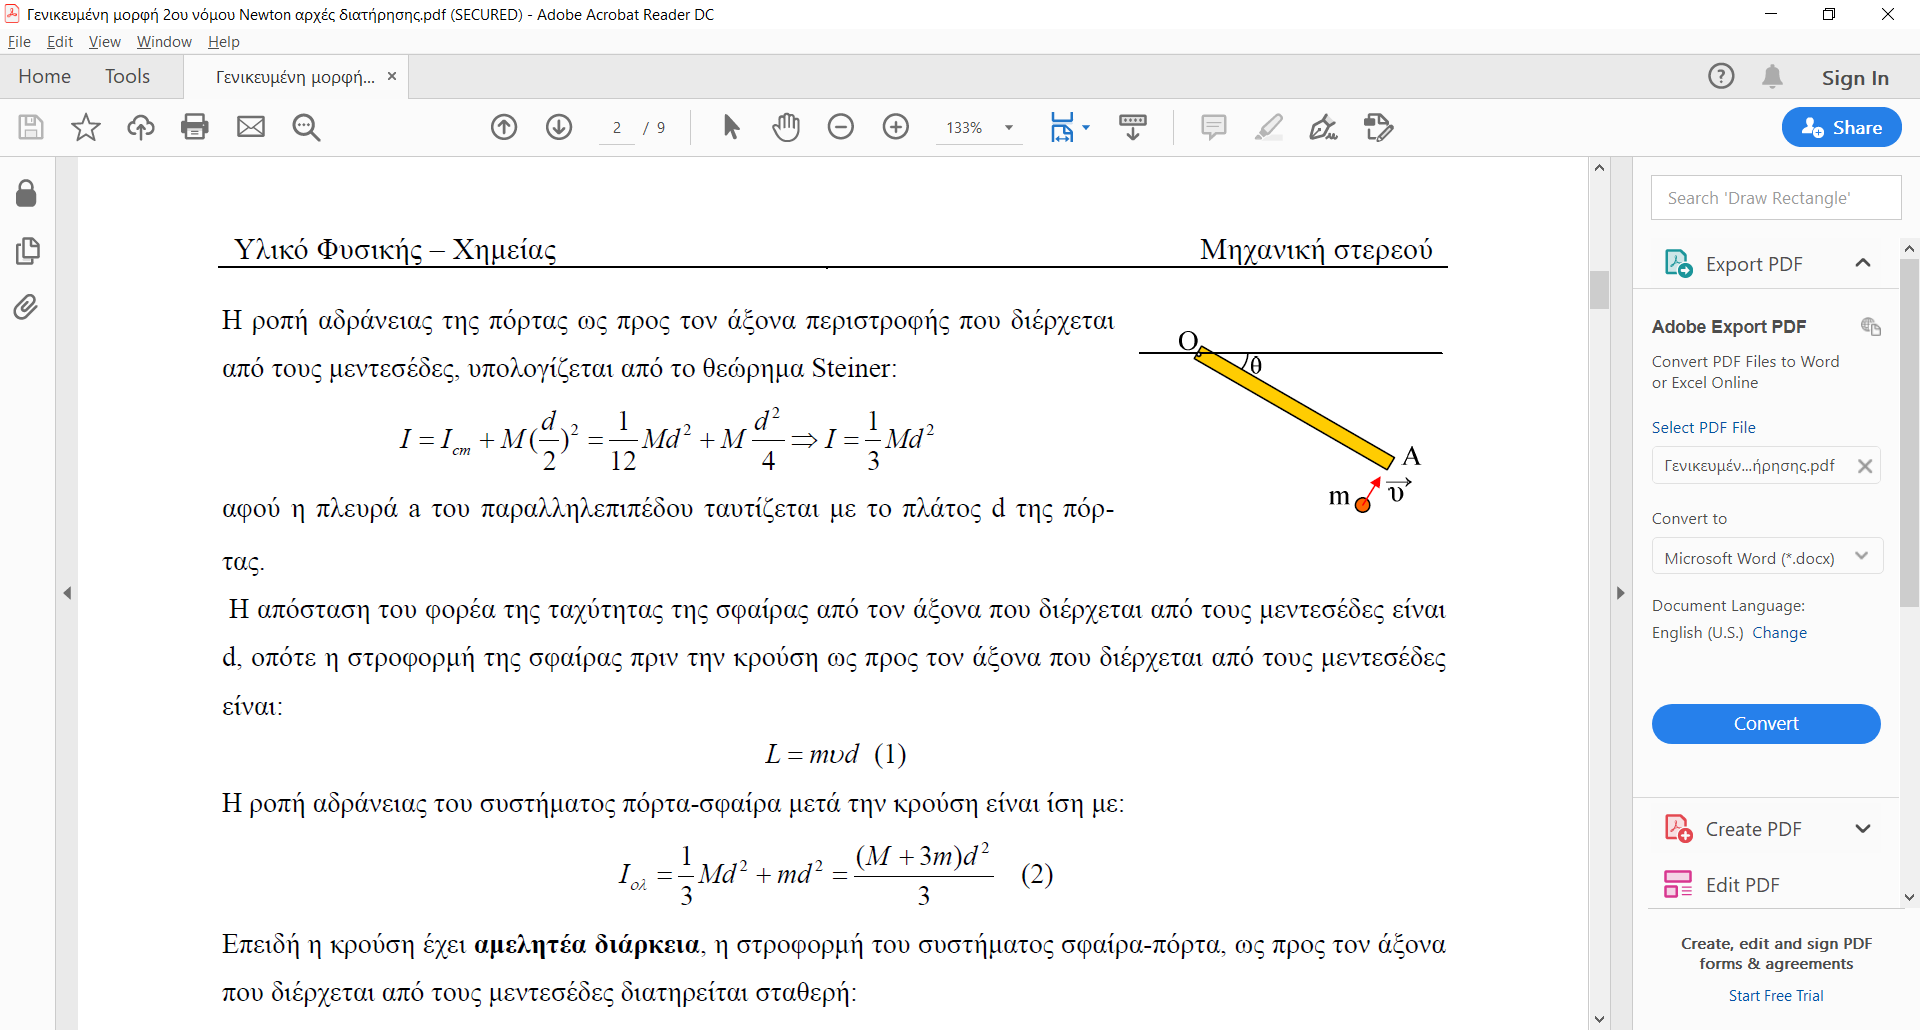 Γενικευμένη μορφή 2ου νόμου Newton αρχές διατήρησης.pdf (SECURED) - Adobe Acrobat Reader DC
File Edit View Window Help
Home Tools Γενικευμένη μορφή... × Sign In
2 / 9 133% Share
Υλικό Φυσικής – Χημείας Μηχανική στερεού
Η ροπή αδράνειας της πόρτας ως προς τον άξονα περιστροφής που διέρχεται
από τους μεντεσέδες, υπολογίζεται από το θεώρημα Steiner:
I = I_cm + M(d/2)² = 1/12 Md² + M d²/4 ⇒ I = 1/3 Md²
αφού η πλευρά a του παραλληλεπιπέδου ταυτίζεται με το πλάτος d της πόρ-
τας.
O
θ
A
m
υ
Η απόσταση του φορέα της ταχύτητας της σφαίρας από τον άξονα που διέρχεται από τους μεντεσέδες είναι
d, οπότε η στροφορμή της σφαίρας πριν την κρούση ως προς τον άξονα που διέρχεται από τους μεντεσέδες
είναι:
L = mυd (1)
Η ροπή αδράνειας του συστήματος πόρτα-σφαίρα μετά την κρούση είναι ίση με:
I_ολ = 1/3 Md² + md² = (M + 3m)d²/3 (2)
Επειδή η κρούση έχει αμελητέα διάρκεια, η στροφορμή του συστήματος σφαίρα-πόρτα, ως προς τον άξονα
που διέρχεται από τους μεντεσέδες διατηρείται σταθερή:
Search 'Draw Rectangle'
Export PDF
Adobe Export PDF
Convert PDF Files to Word
or Excel Online
Select PDF File
Γενικευμέν...ήρησης.pdf
Convert to
Microsoft Word (*.docx)
Document Language:
English (U.S.) Change
Convert
Create PDF
Edit PDF
Create, edit and sign PDF
forms & agreements
Start Free Trial